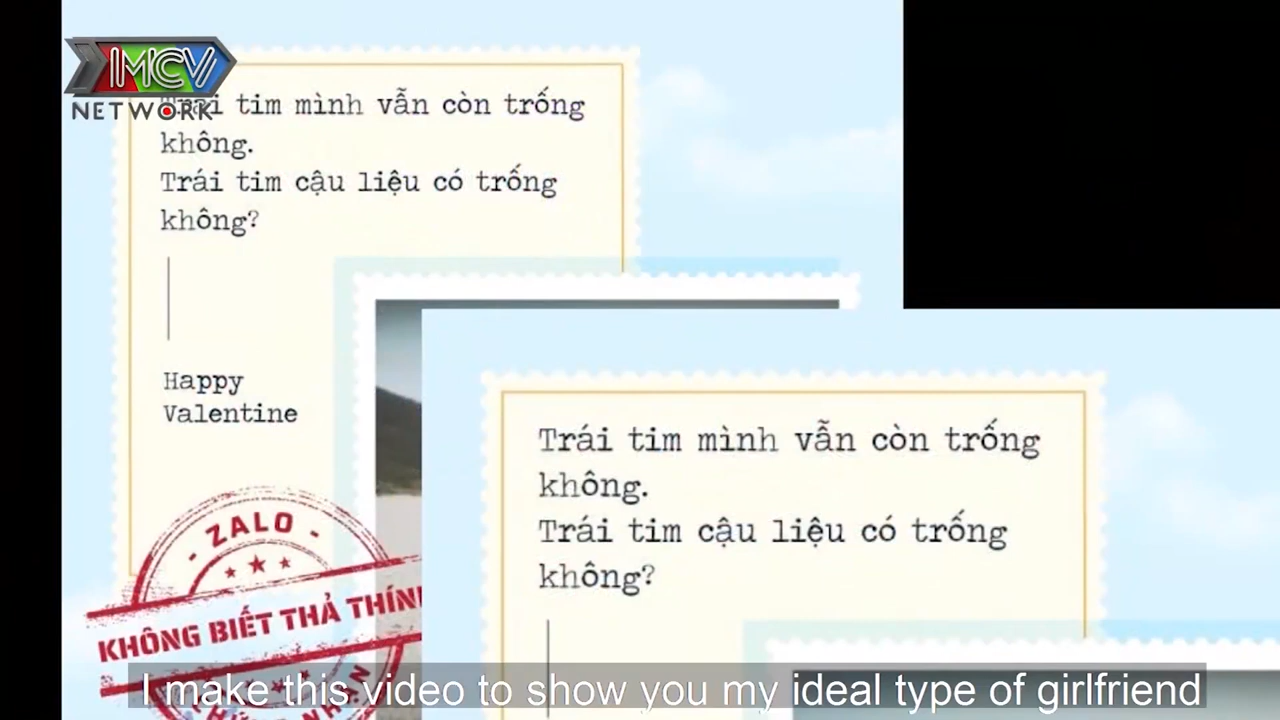 MCV
NETWORK
Trái tim mình vẫn còn trống
không.
Trái tim cậu liệu có trống
không?
Happy
Valentine
- ZALO -
KHÔNG BIẾT THẢ THÍNH
Trái tim mình vẫn còn trống
không.
Trái tim cậu liệu có trống
không?
I make this video to show you my ideal type of girlfriend